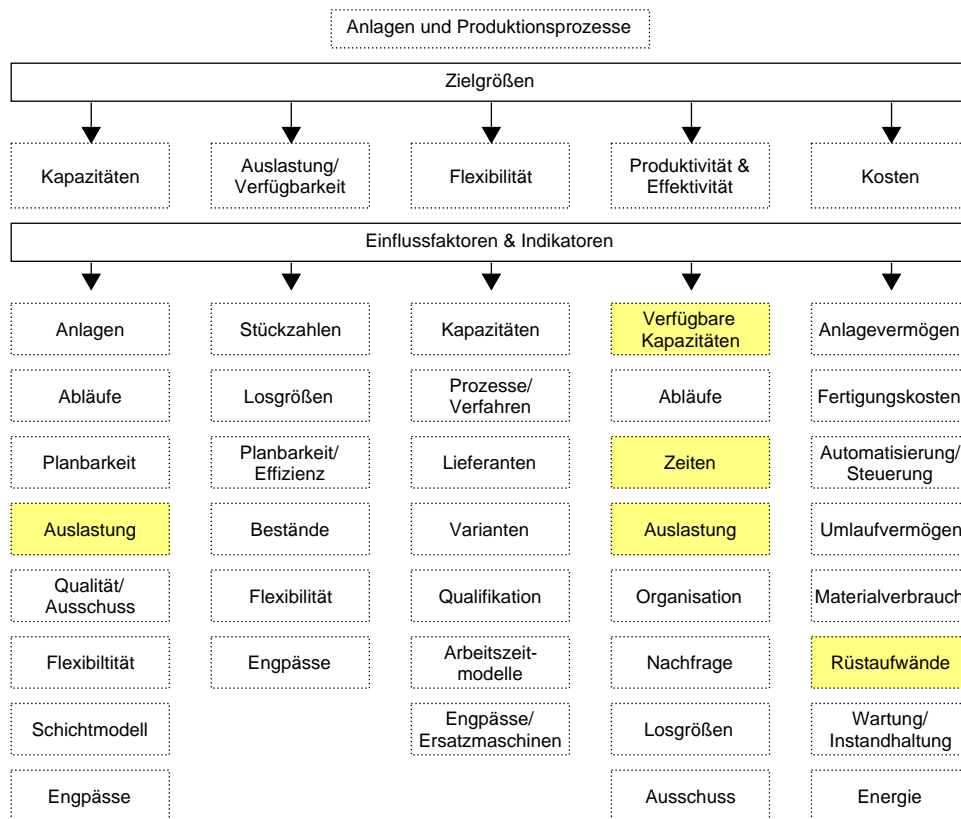 Anlagen und Produktionsprozesse
Zielgrößen
Kapazitäten
Auslastung/
Verfügbarkeit
Flexibilität
Produktivität &
Effektivität
Kosten
Einflussfaktoren & Indikatoren
Anlagen
Stückzahlen
Kapazitäten
Verfügbare
Kapazitäten
Anlagevermögen
Abläufe
Losgrößen
Prozesse/
Verfahren
Abläufe
Fertigungskosten
Planbarkeit
Planbarkeit/
Effizienz
Lieferanten
Zeiten
Automatisierung/
Steuerung
Auslastung
Bestände
Varianten
Auslastung
Umlaufvermögen
Qualität/
Ausschuss
Flexibilität
Qualifikation
Organisation
Materialverbrauch
Flexibiltität
Engpässe
Arbeitszeit-
modelle
Nachfrage
Rüstaufwände
Schichtmodell
Engpässe/
Ersatzmaschinen
Losgrößen
Wartung/
Instandhaltung
Engpässe
Ausschuss
Energie